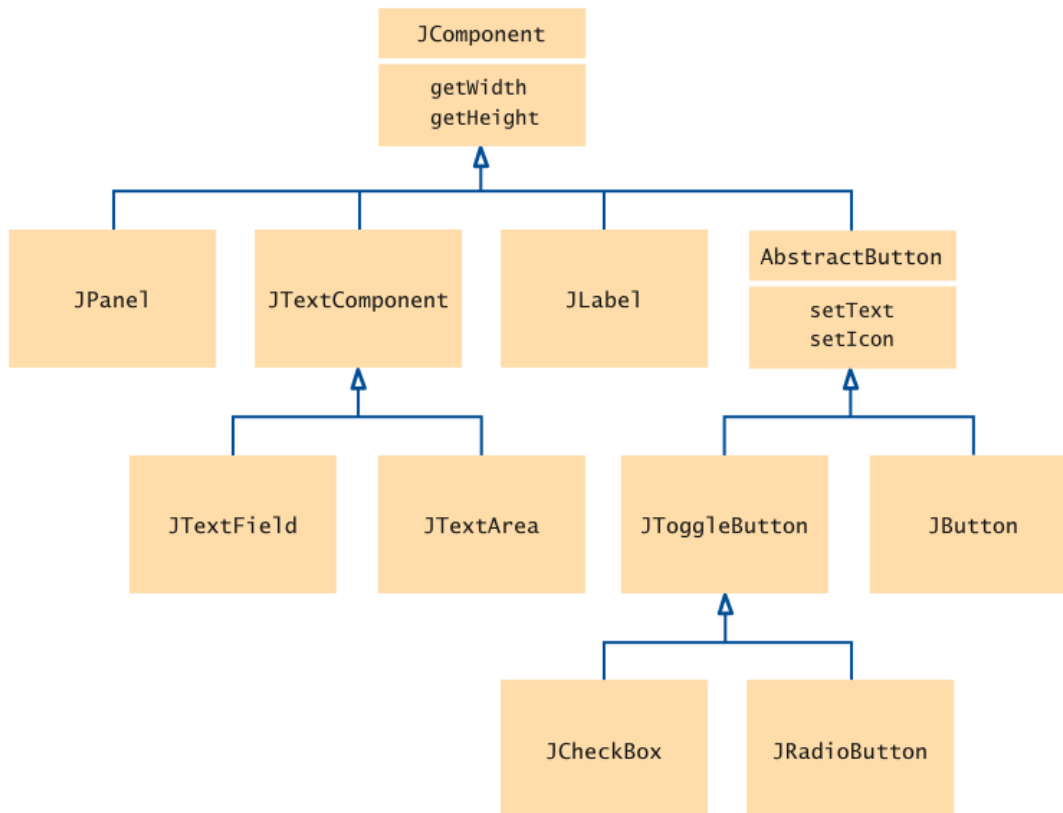 JComponent
getWidth
getHeight
JPanel
JTextComponent
JLabel
AbstractButton
setText
setIcon
JTextField
JTextArea
JToggleButton
JButton
JCheckBox
JRadioButton